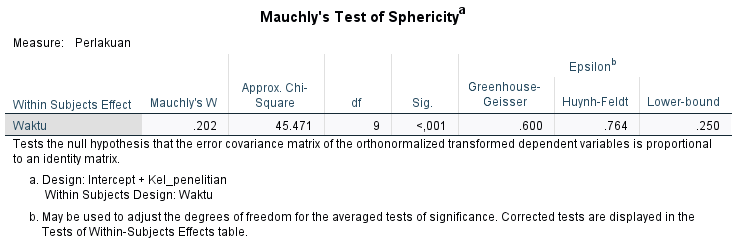 Mauchly's Test of Sphericityᵃ
Measure: Perlakuan
Within Subjects Effect Mauchly's W Approx. Chi-Square df Sig. Epsilonᵇ Greenhouse-Geisser Huynh-Feldt Lower-bound
Waktu .202 45.471 9 <,001 .600 .764 .250
Tests the null hypothesis that the error covariance matrix of the orthonormalized transformed dependent variables is proportional
to an identity matrix.
a. Design: Intercept + Kel_penelitian
Within Subjects Design: Waktu
b. May be used to adjust the degrees of freedom for the averaged tests of significance. Corrected tests are displayed in the
Tests of Within-Subjects Effects table.